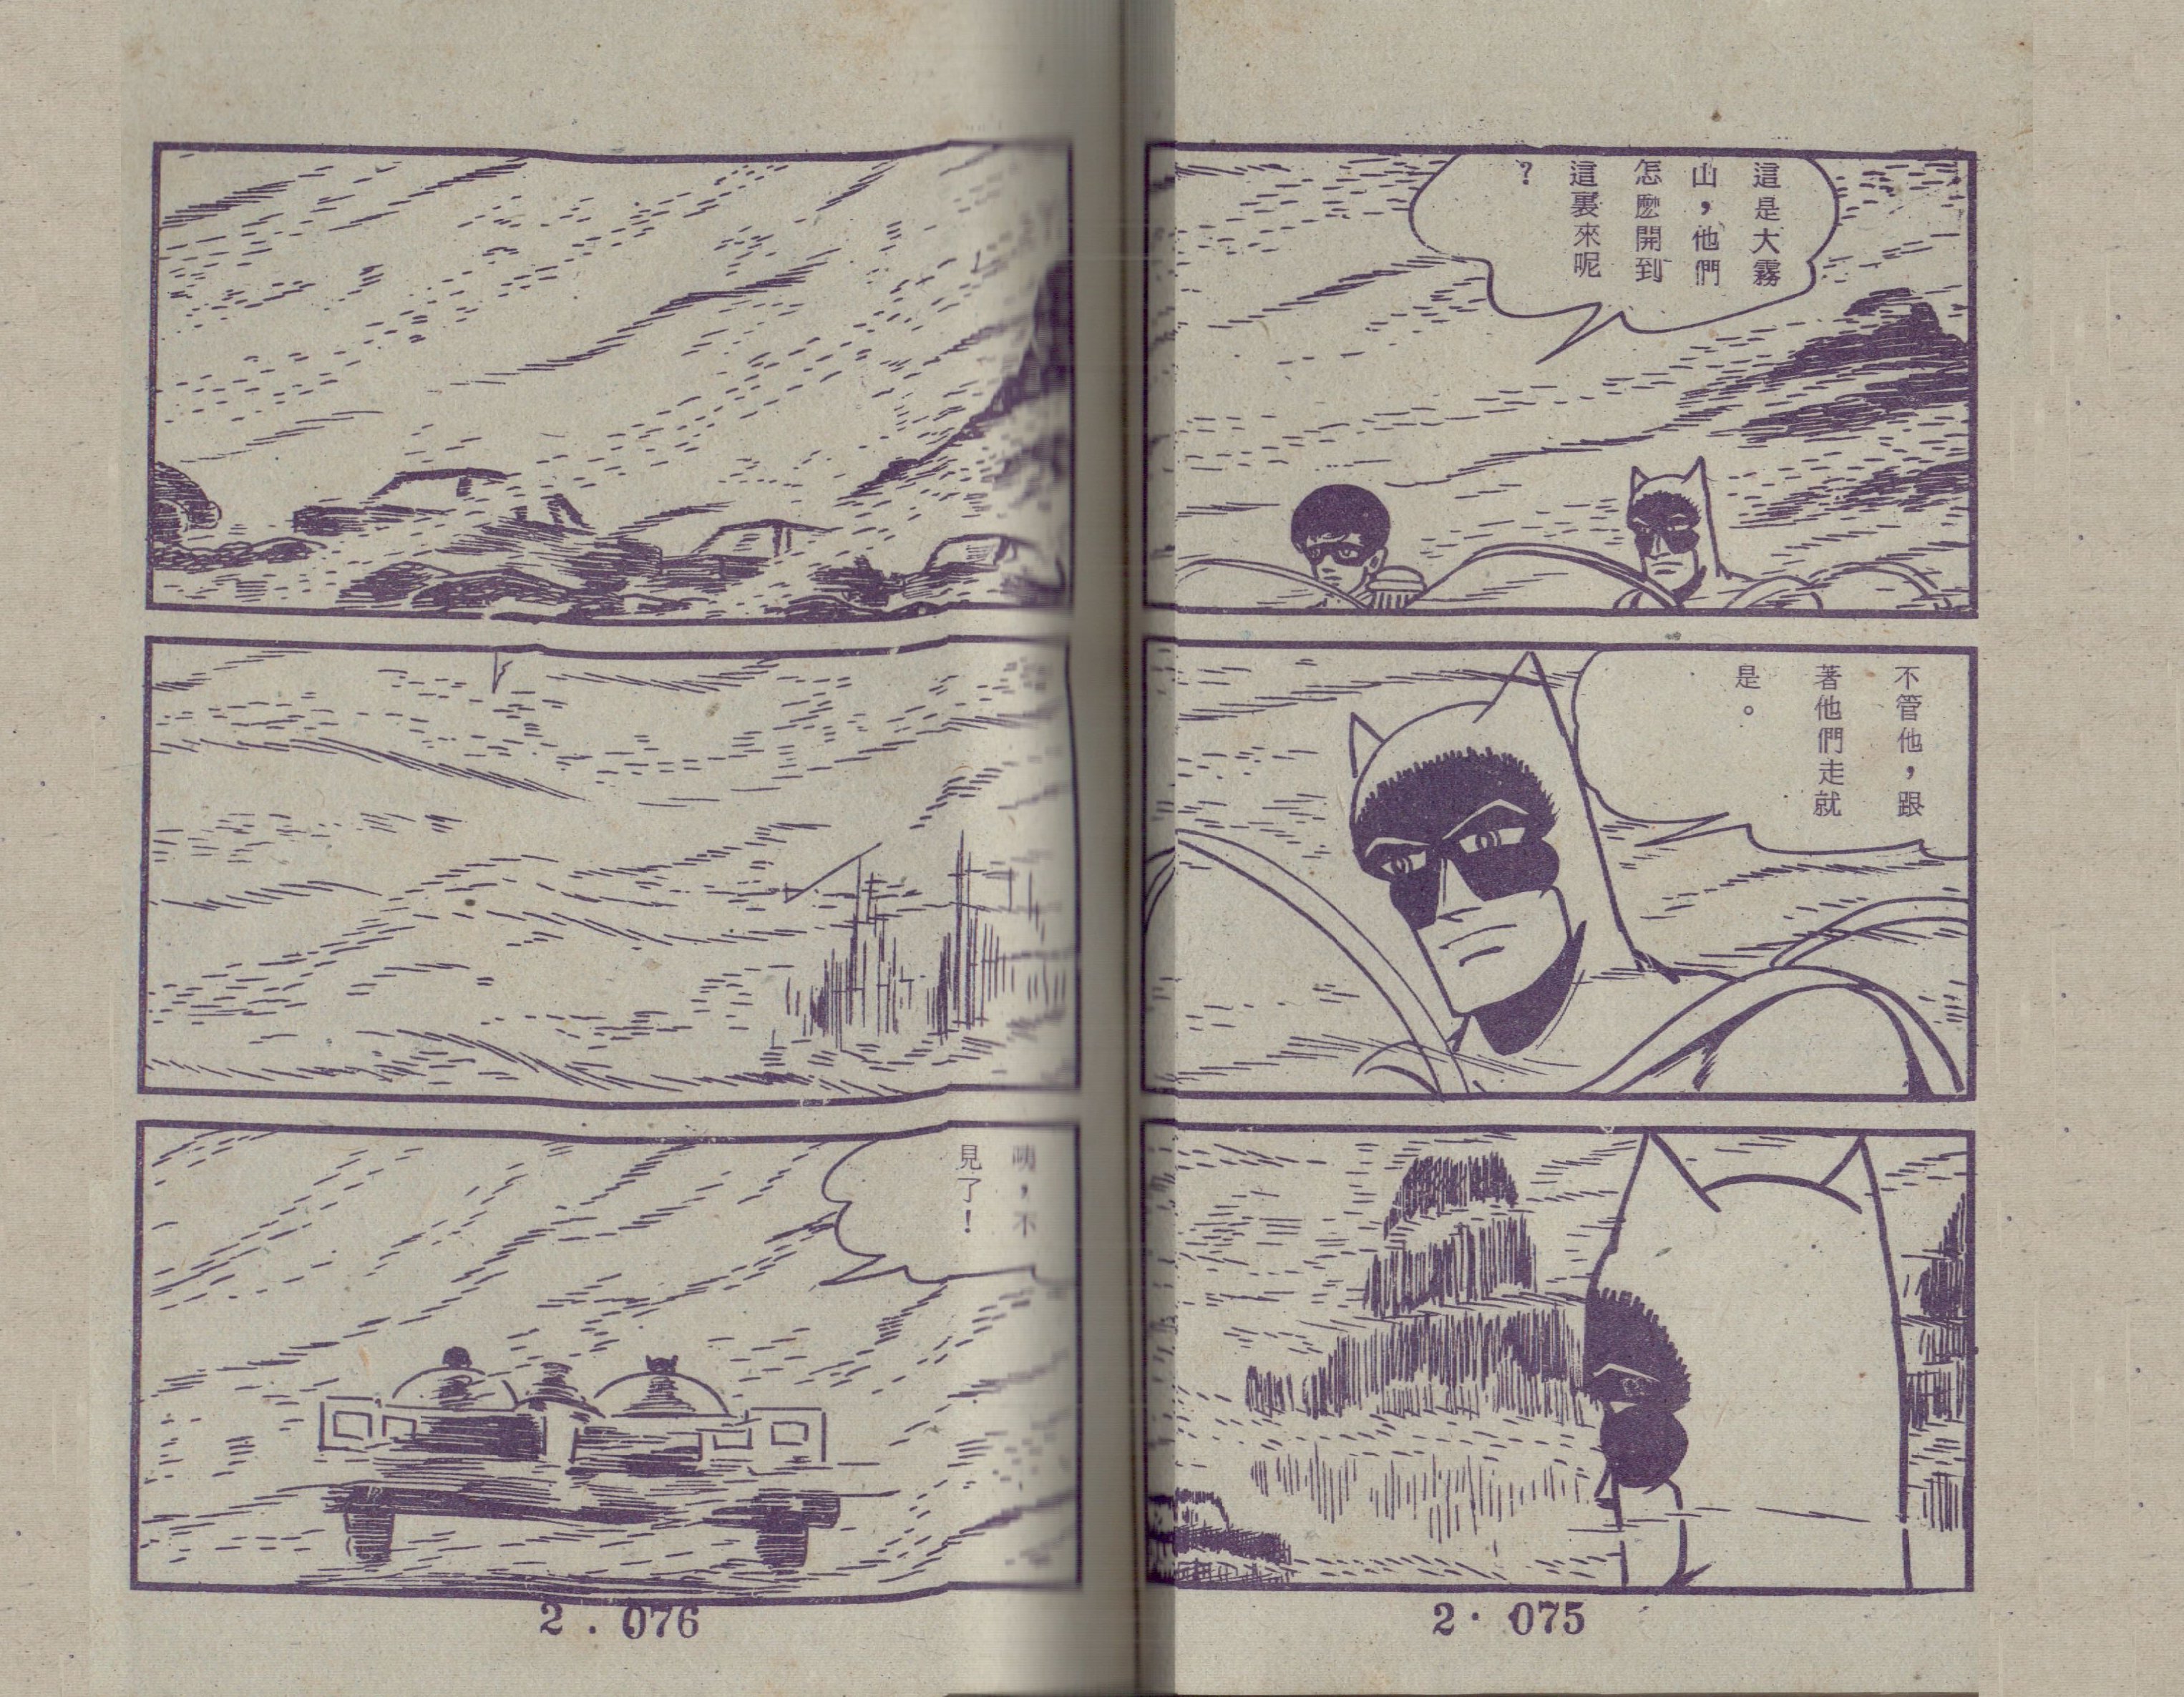 這是大霧
山，他們
怎麼開到
這裏來呢
？
不管他，跟
著他們走就
是。
2·075
咦，不
見了！
2.076